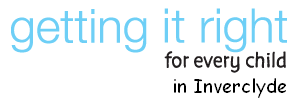 getting it right
for every child
in Inverclyde